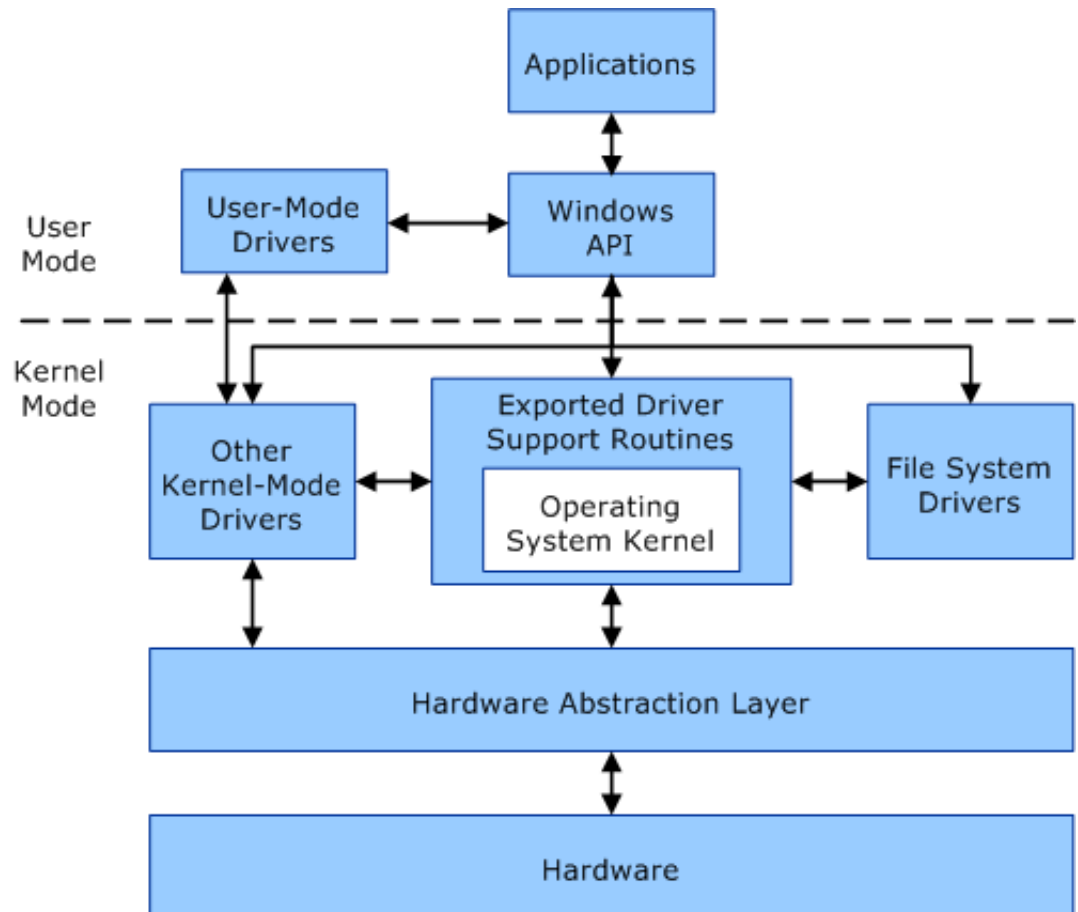 Applications
User-Mode
Drivers
Windows
API
User
Mode
Kernel
Mode
Other
Kernel-Mode
Drivers
Exported Driver
Support Routines
Operating
System Kernel
File System
Drivers
Hardware Abstraction Layer
Hardware